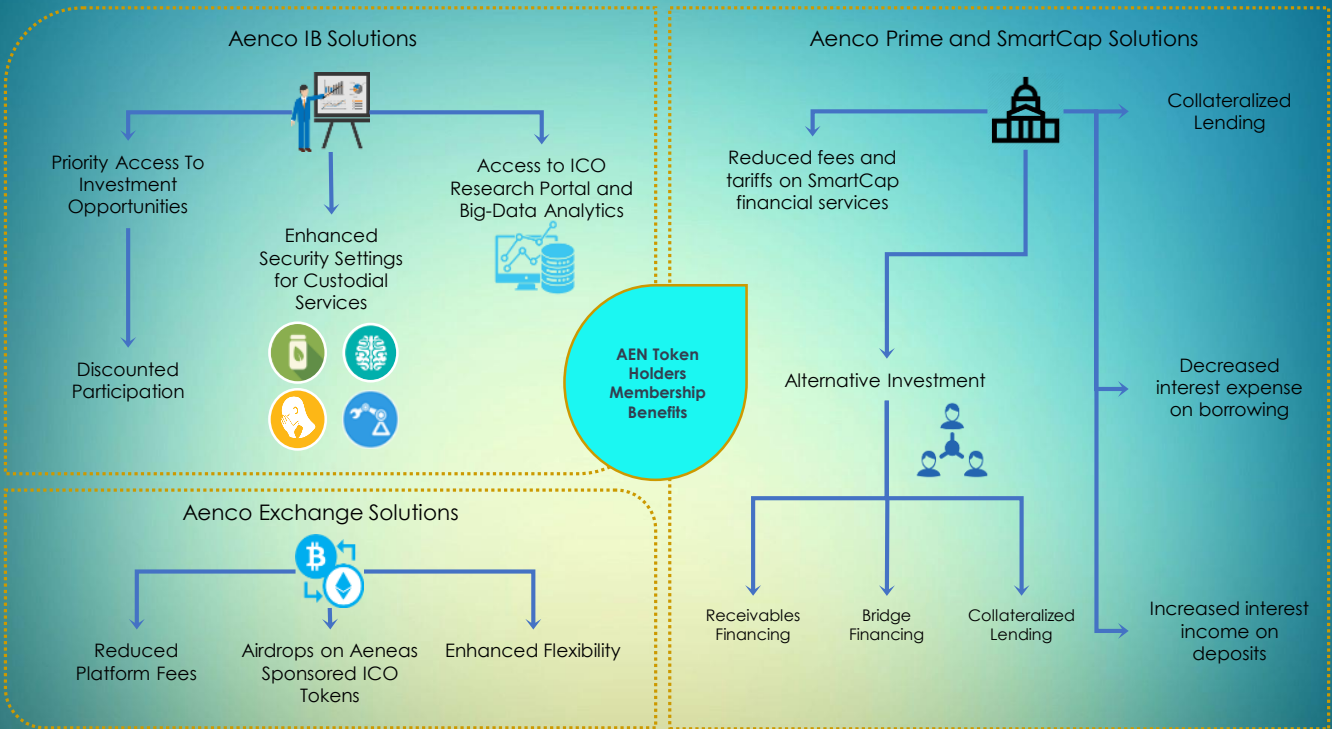 Aenco IB Solutions
Priority Access To
Investment
Opportunities
Discounted
Participation
Enhanced
Security Settings
for Custodial
Services
Access to ICO
Research Portal and
Big-Data Analytics
AEN Token
Holders
Membership
Benefits
Aenco Exchange Solutions
Reduced
Platform Fees
Airdrops on Aeneas
Sponsored ICO
Tokens
Enhanced Flexibility
Aenco Prime and SmartCap Solutions
Reduced fees and
tariffs on SmartCap
financial services
Alternative Investment
Receivables
Financing
Bridge
Financing
Collateralized
Lending
Collateralized
Lending
Decreased
interest expense
on borrowing
Increased interest
income on
deposits